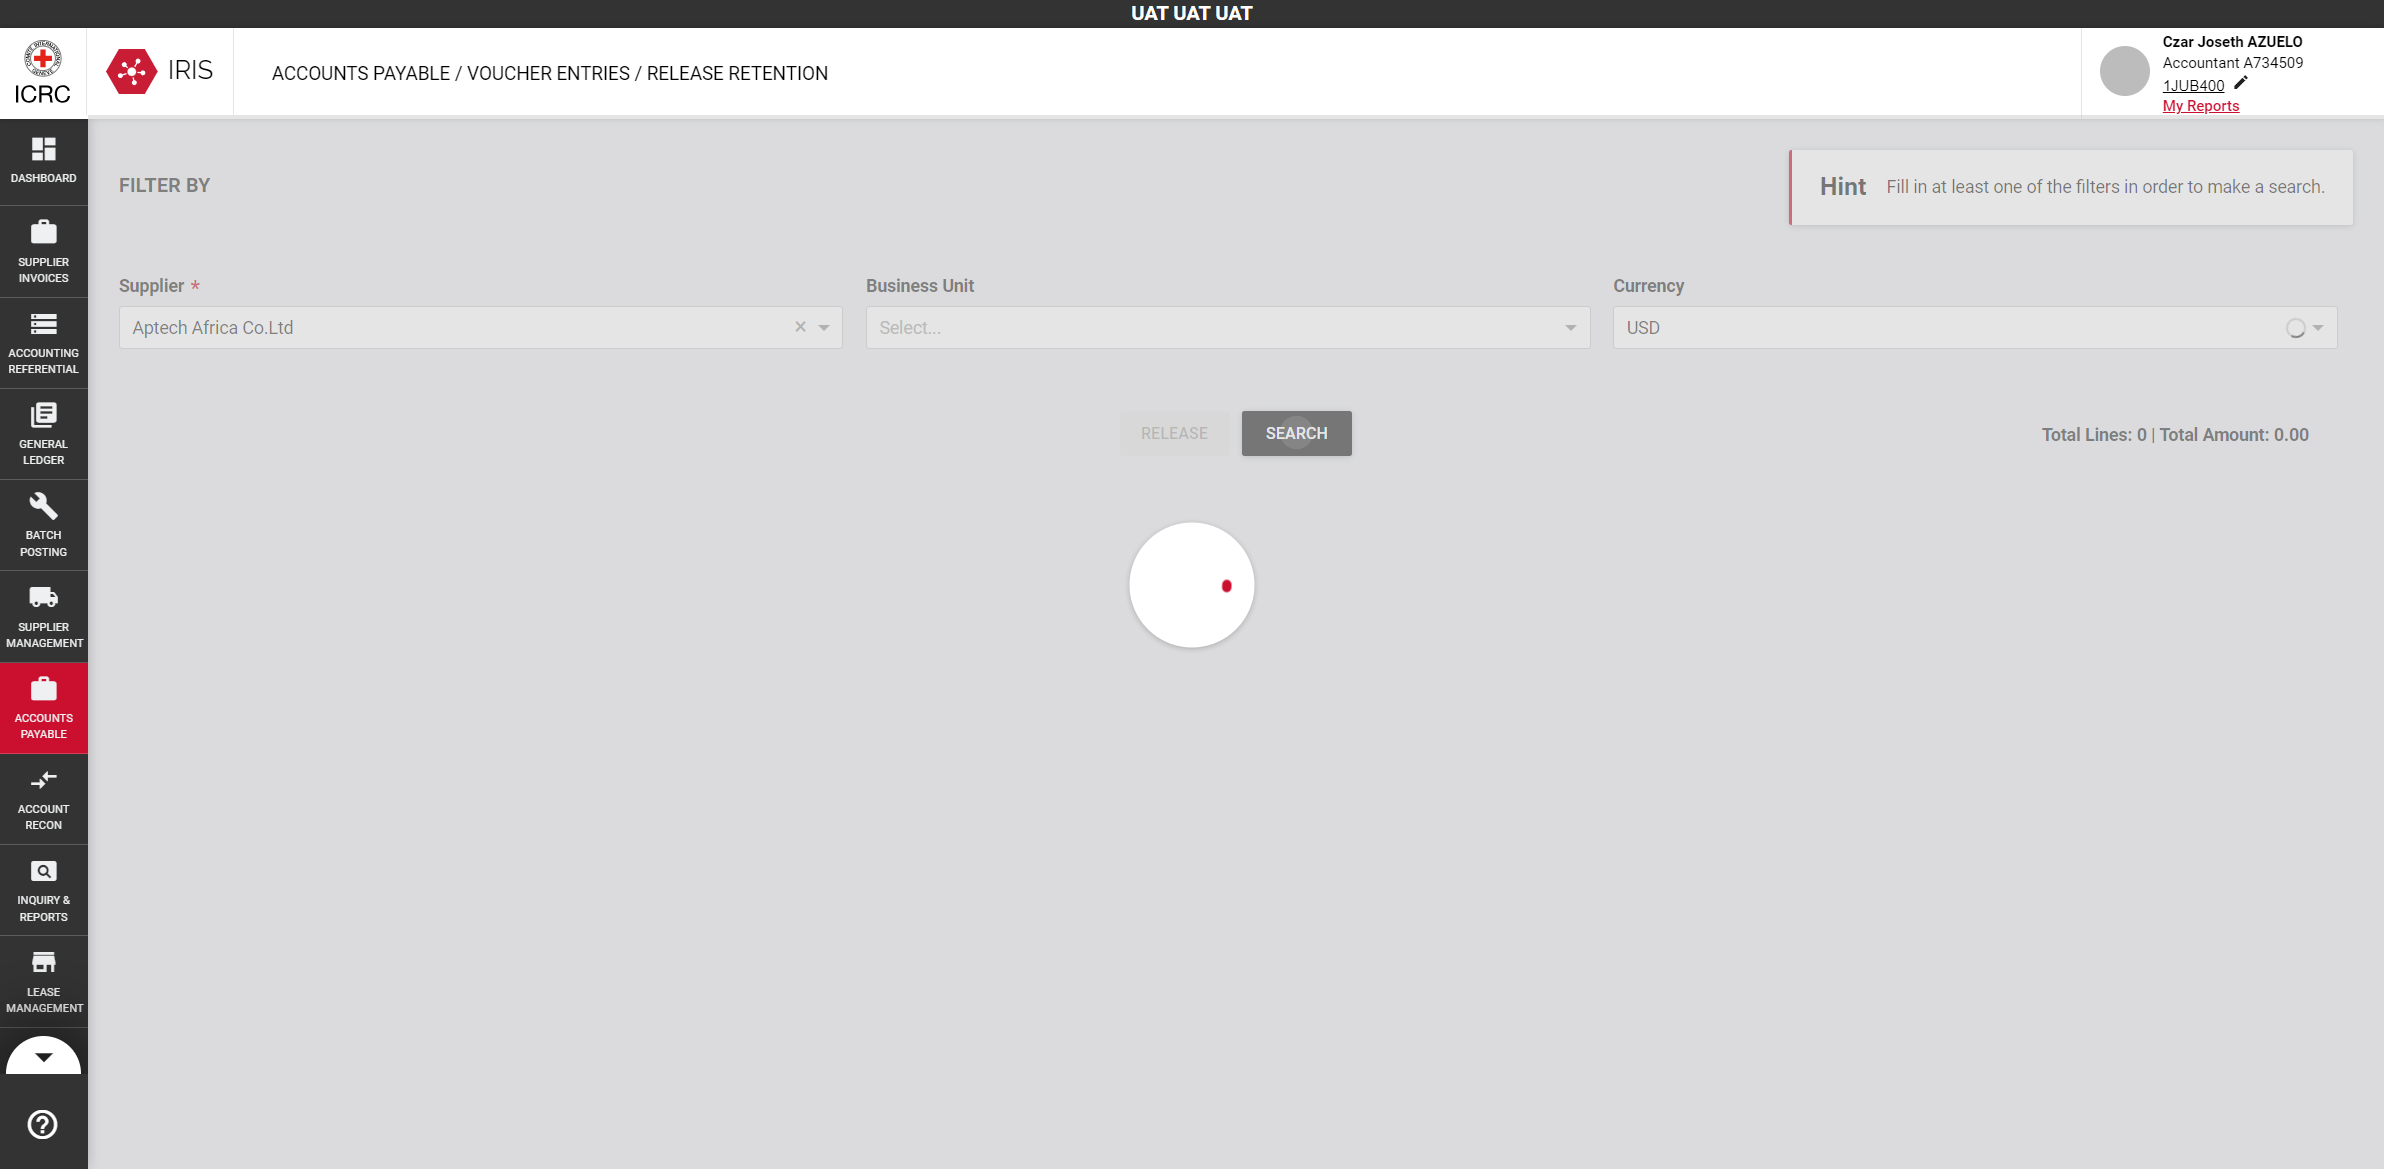 UAT UAT UAT
ICRC
IRIS
ACCOUNTS PAYABLE / VOUCHER ENTRIES / RELEASE RETENTION
Czar Joseth AZUELO
Accountant A734509
1JUB400
My Reports
DASHBOARD
SUPPLIER
INVOICES
ACCOUNTING
REFERENTIAL
GENERAL
LEDGER
BATCH
POSTING
SUPPLIER
MANAGEMENT
ACCOUNTS
PAYABLE
ACCOUNT
RECON
INQUIRY &
REPORTS
LEASE
MANAGEMENT
FILTER BY
Hint Fill in at least one of the filters in order to make a search.
Supplier *
Aptech Africa Co.Ltd
Business Unit
Select...
Currency
USD
RELEASE
SEARCH
Total Lines: 0 | Total Amount: 0.00